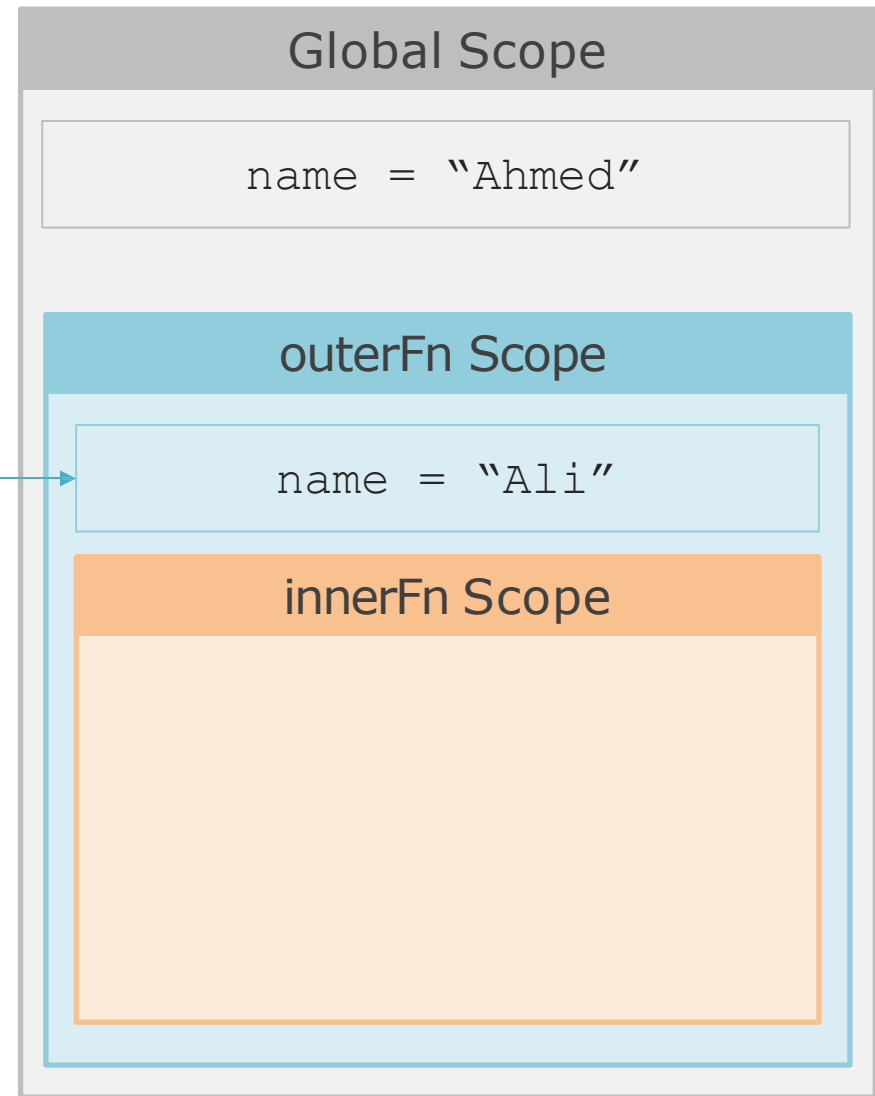 Global Scope
name = “Ahmed”
outerFn Scope
name = “Ali”
innerFn Scope